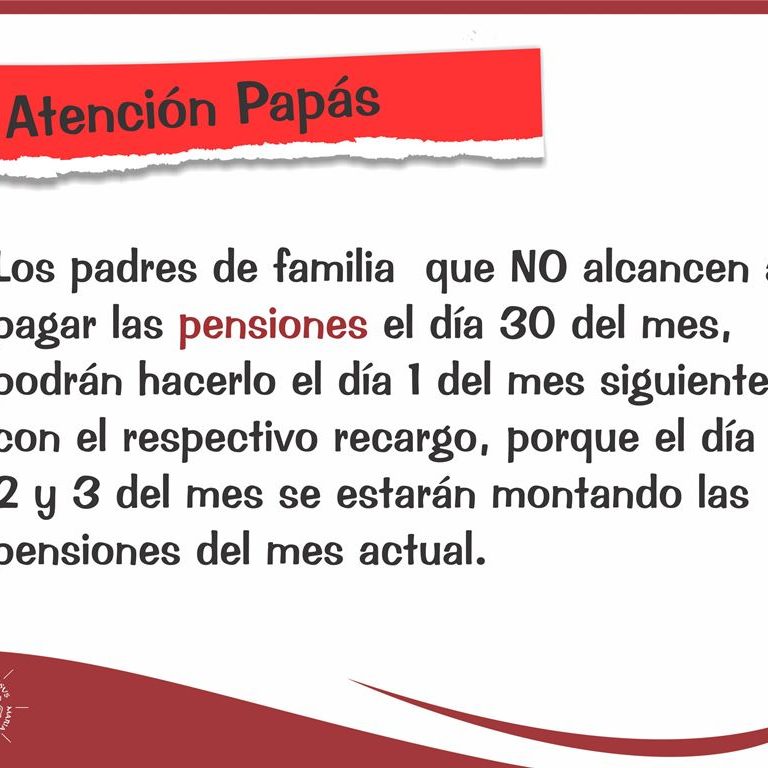 Atención Papás
Los padres de familia que NO alcancen a
pagar las pensiones el día 30 del mes,
podrán hacerlo el día 1 del mes siguiente
con el respectivo recargo, porque el día
2 y 3 del mes se estarán montando las
pensiones del mes actual.
MARIA